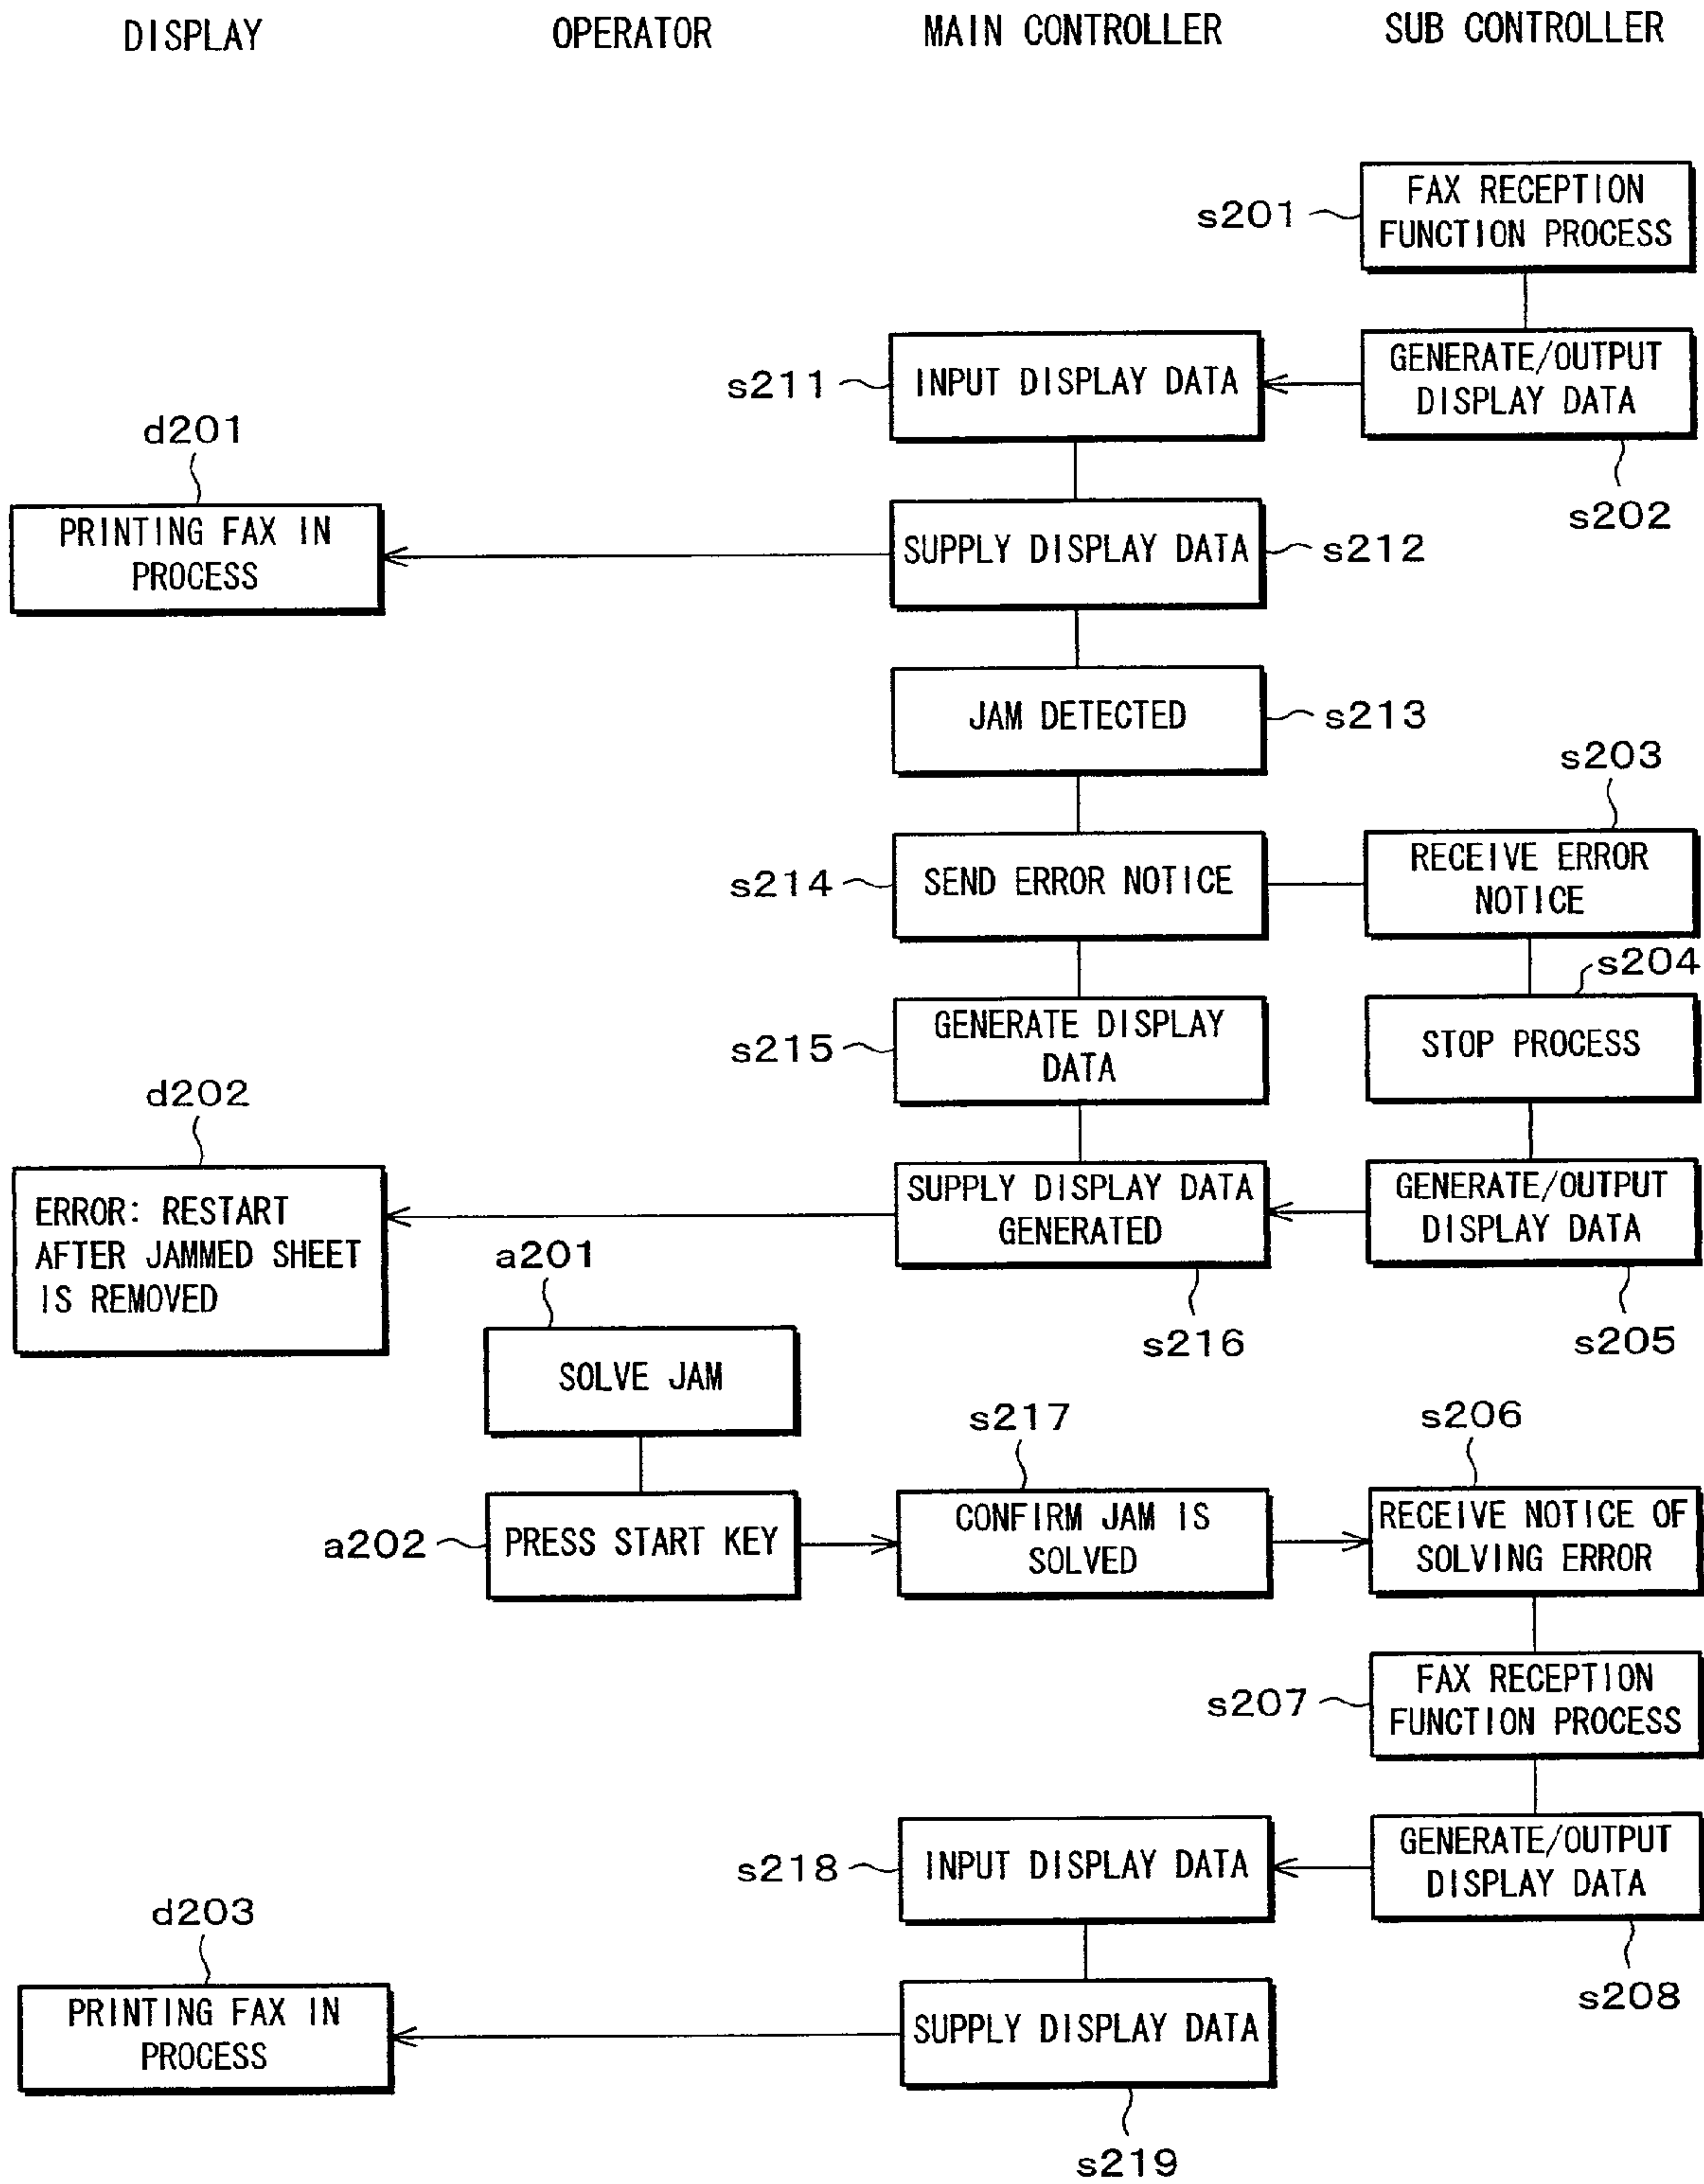 DISPLAY
OPERATOR
MAIN CONTROLLER
SUB CONTROLLER
s201
FAX RECEPTION
FUNCTION PROCESS
s211
INPUT DISPLAY DATA
GENERATE/OUTPUT
DISPLAY DATA
s202
d201
PRINTING FAX IN
PROCESS
SUPPLY DISPLAY DATA
s212
JAM DETECTED
s213
s203
s214
SEND ERROR NOTICE
RECEIVE ERROR
NOTICE
s204
s215
GENERATE DISPLAY
DATA
STOP PROCESS
d202
ERROR: RESTART
AFTER JAMMED SHEET
IS REMOVED
SUPPLY DISPLAY DATA
GENERATED
GENERATE/OUTPUT
DISPLAY DATA
a201
s216
s205
SOLVE JAM
s217
s206
a202
PRESS START KEY
CONFIRM JAM IS
SOLVED
RECEIVE NOTICE OF
SOLVING ERROR
s207
FAX RECEPTION
FUNCTION PROCESS
s218
INPUT DISPLAY DATA
GENERATE/OUTPUT
DISPLAY DATA
s208
d203
PRINTING FAX IN
PROCESS
SUPPLY DISPLAY DATA
s219